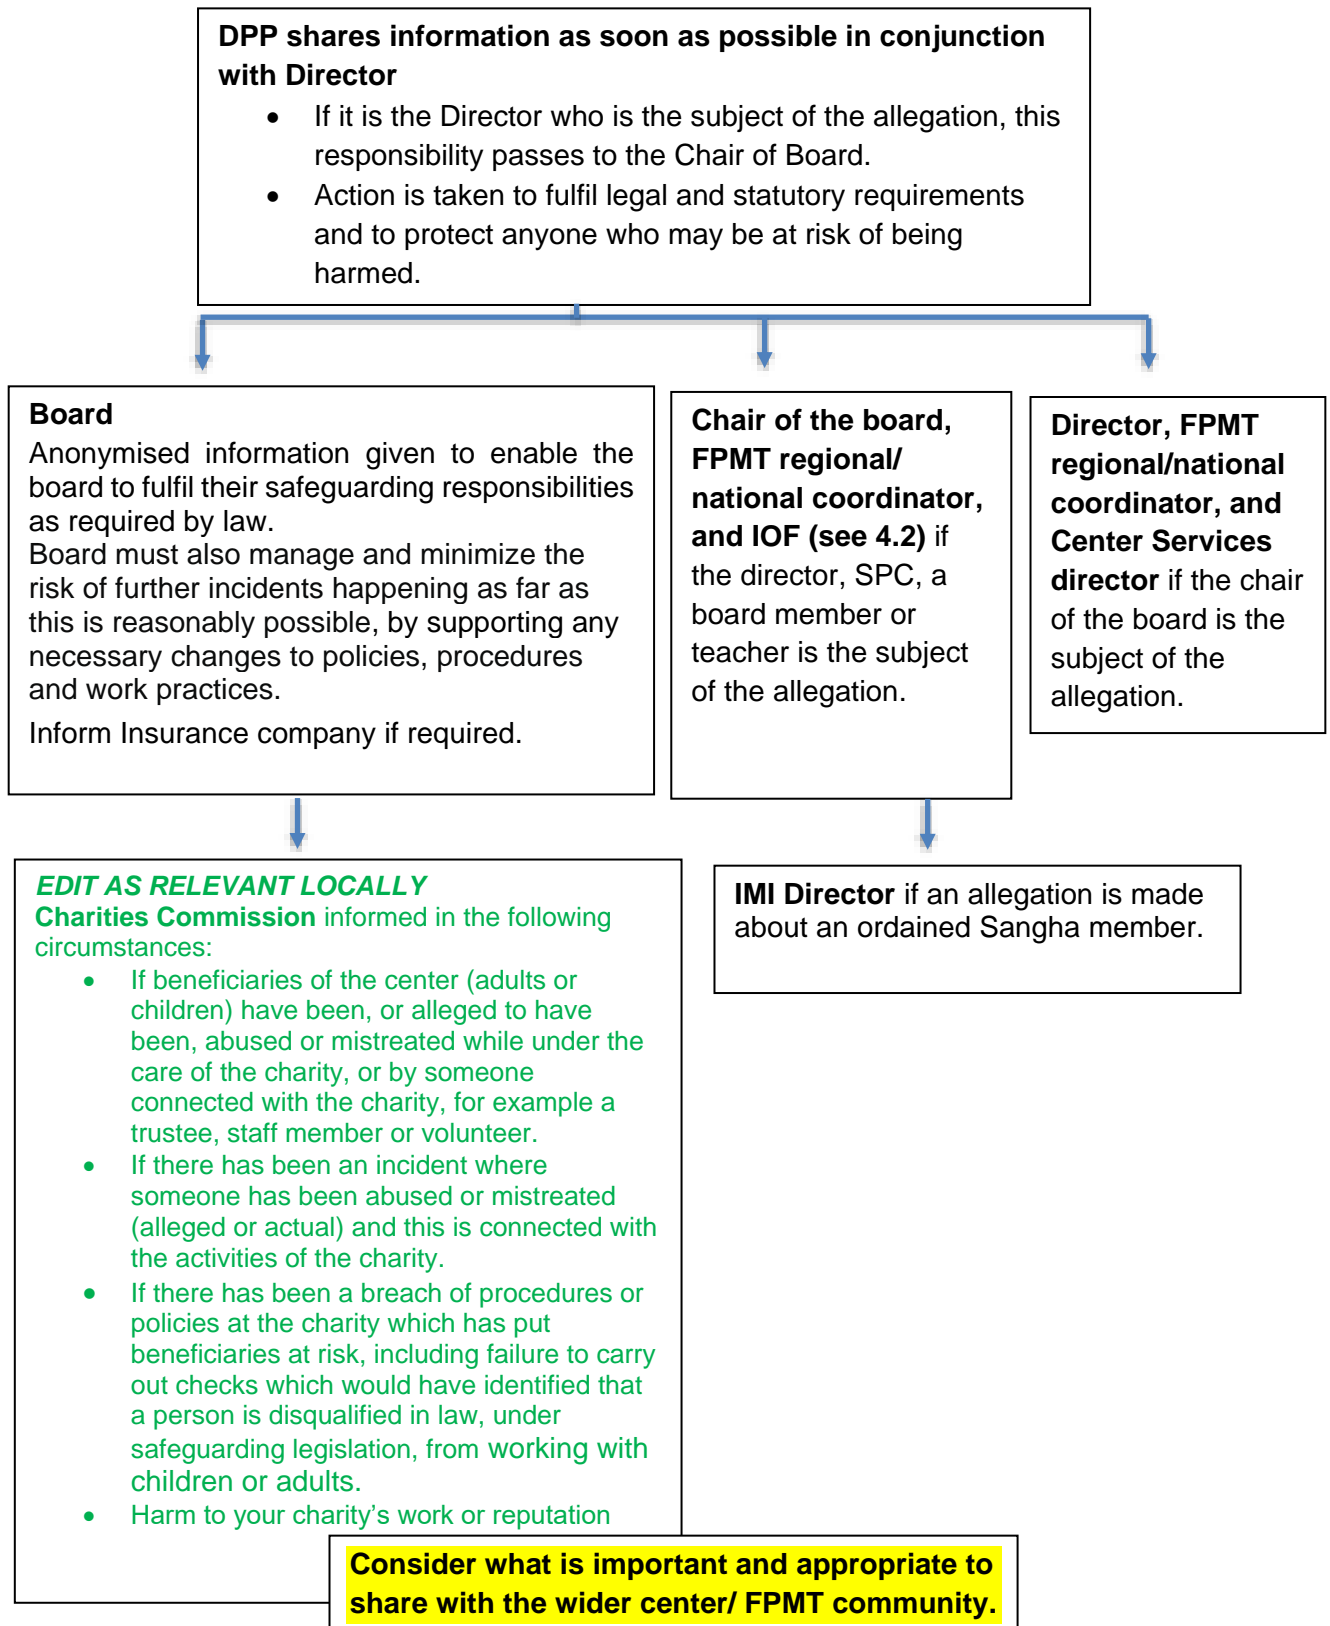 DPP shares information as soon as possible in conjunction
with Director
• If it is the Director who is the subject of the allegation, this
responsibility passes to the Chair of Board.
• Action is taken to fulfil legal and statutory requirements
and to protect anyone who may be at risk of being
harmed.
Board
Anonymised information given to enable the
board to fulfil their safeguarding responsibilities
as required by law.
Board must also manage and minimize the
risk of further incidents happening as far as
this is reasonably possible, by supporting any
necessary changes to policies, procedures
and work practices.
Inform Insurance company if required.
Chair of the board,
FPMT regional/
national coordinator,
and IOF (see 4.2) if
the director, SPC, a
board member or
teacher is the subject
of the allegation.
Director, FPMT
regional/national
coordinator, and
Center Services
director if the chair
of the board is the
subject of the
allegation.
EDIT AS RELEVANT LOCALLY
Charities Commission informed in the following
circumstances:
• If beneficiaries of the center (adults or
children) have been, or alleged to have
been, abused or mistreated while under the
care of the charity, or by someone
connected with the charity, for example a
trustee, staff member or volunteer.
• If there has been an incident where
someone has been abused or mistreated
(alleged or actual) and this is connected with
the activities of the charity.
• If there has been a breach of procedures or
policies at the charity which has put
beneficiaries at risk, including failure to carry
out checks which would have identified that
a person is disqualified in law, under
safeguarding legislation, from working with
children or adults.
• Harm to your charity’s work or reputation
IMI Director if an allegation is made
about an ordained Sangha member.
Consider what is important and appropriate to
share with the wider center/ FPMT community.